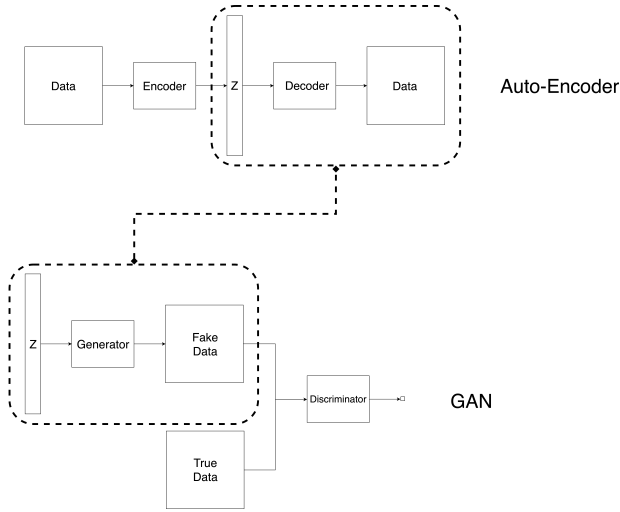 Data
Encoder
Z
Decoder
Data
Auto-Encoder
Z
Generator
Fake
Data
Discriminator
GAN
True
Data